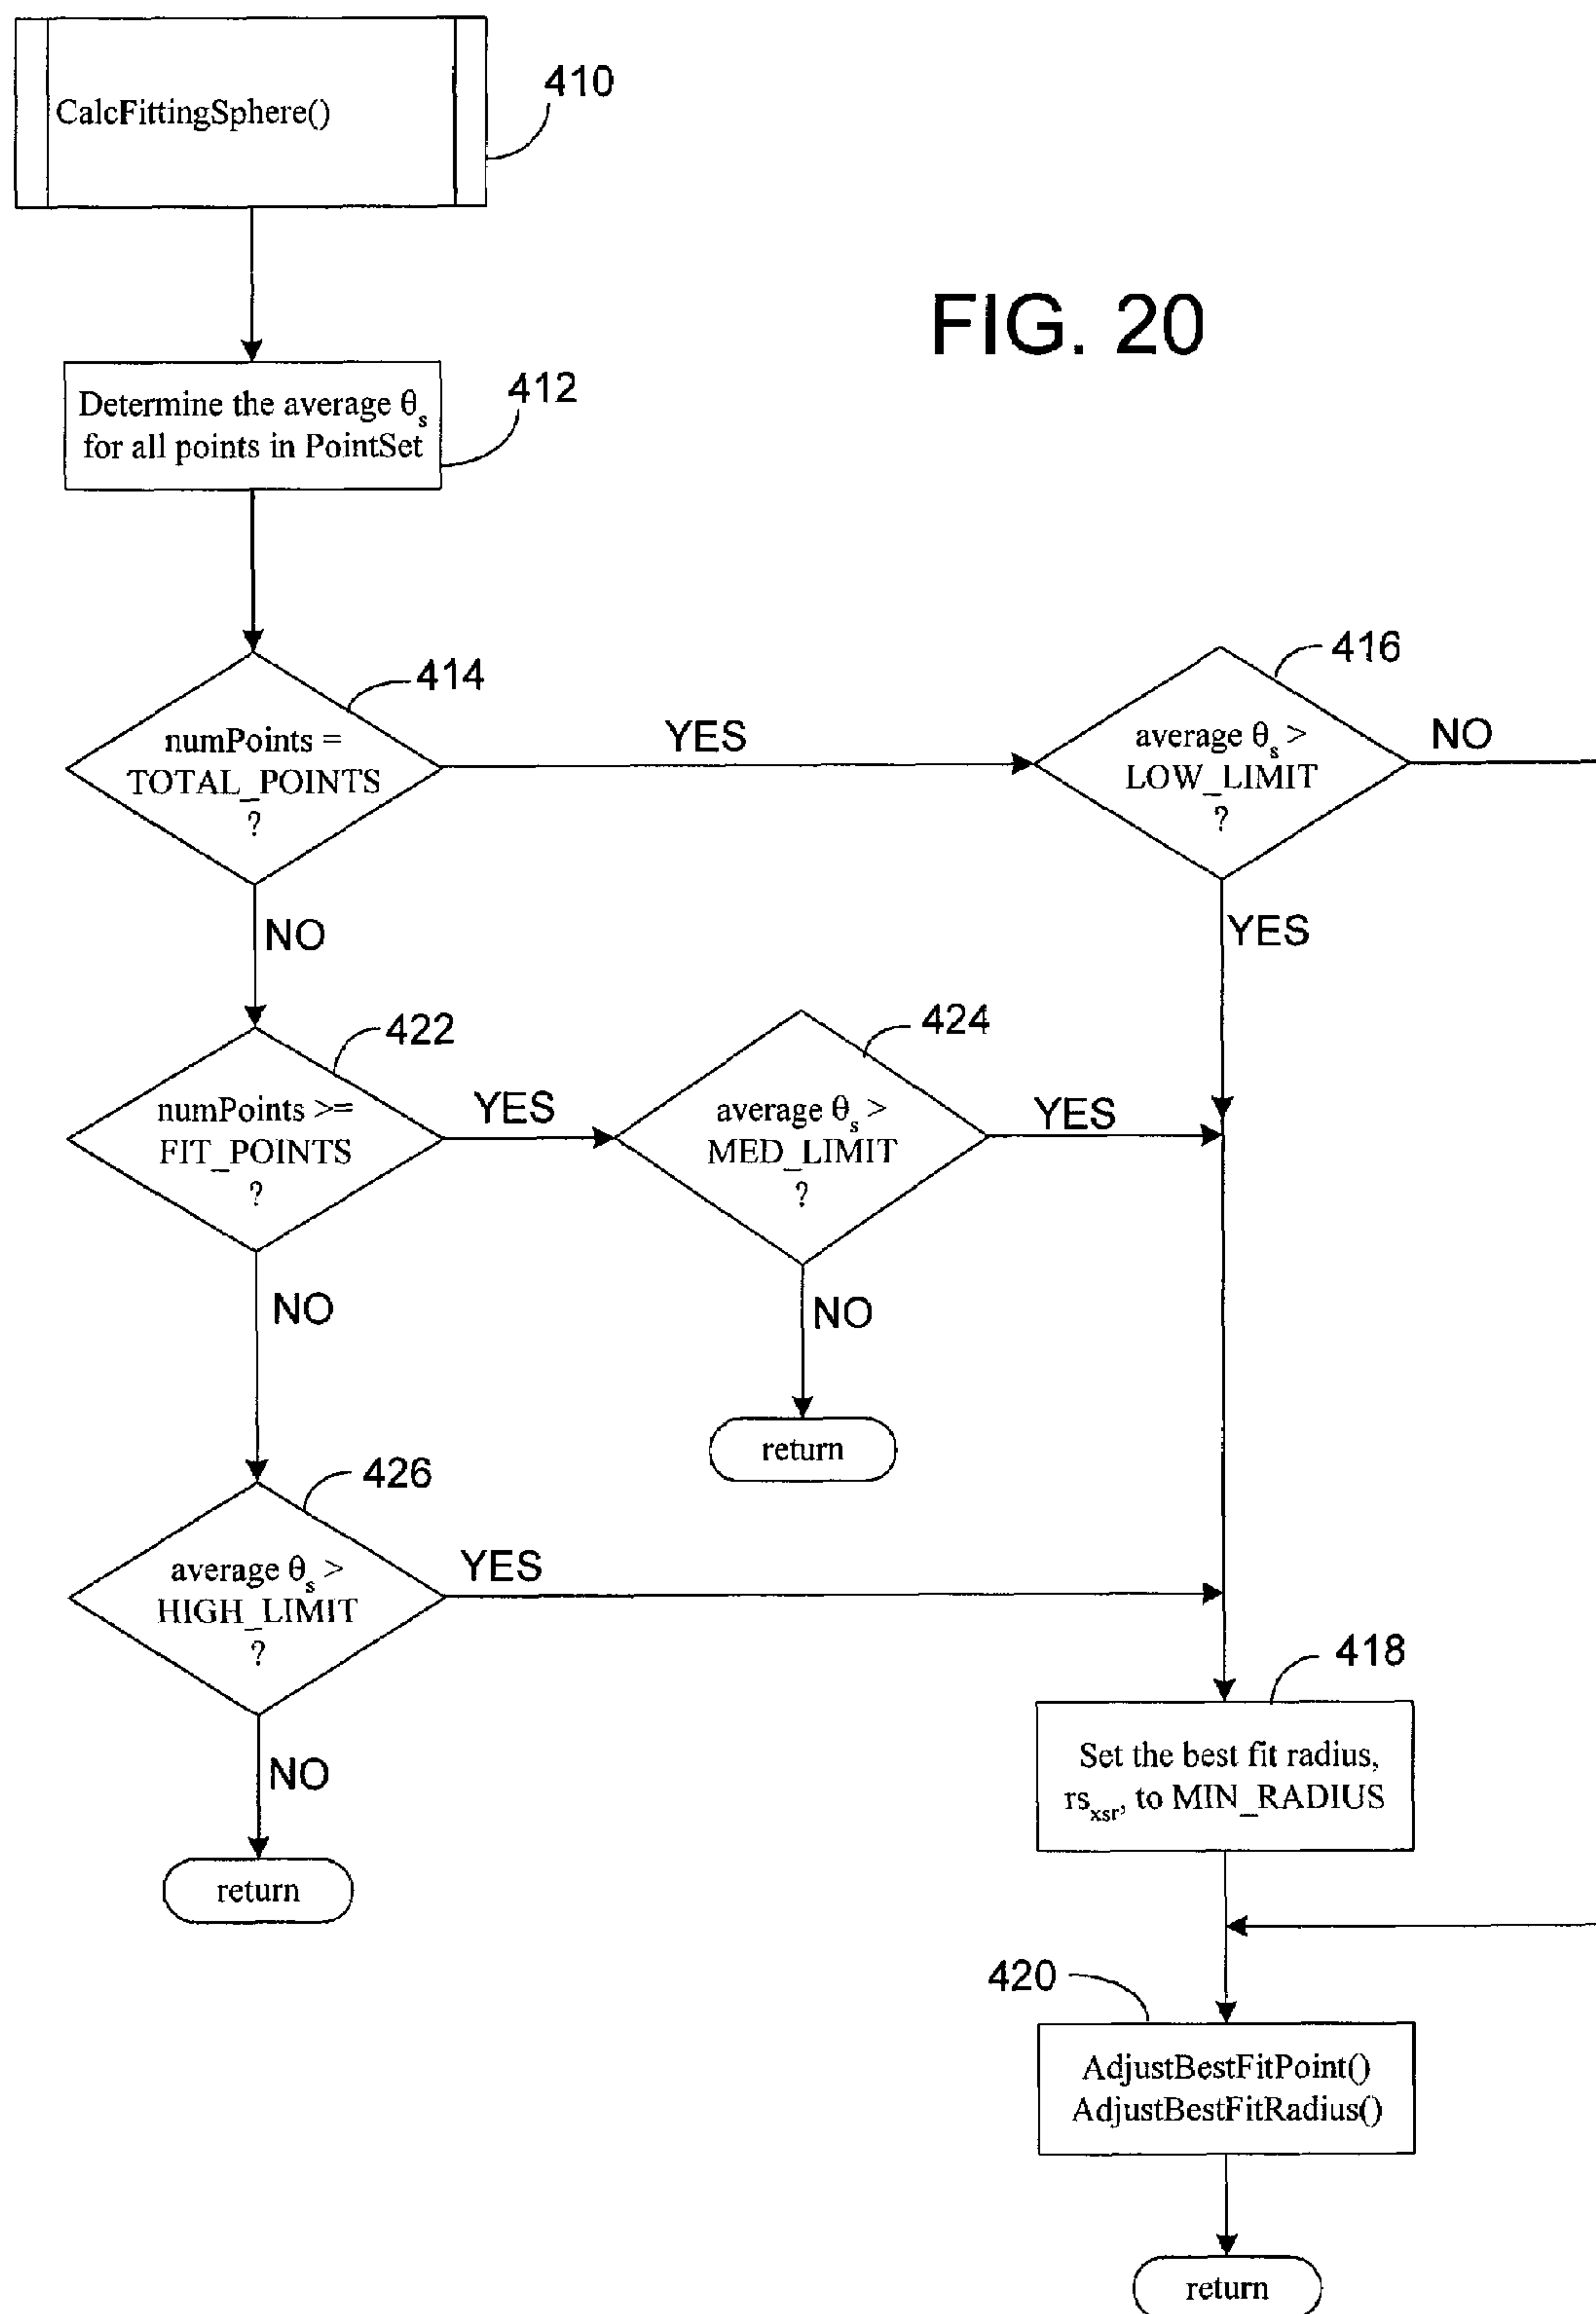 CalcFittingSphere()
410
FIG. 20
Determine the average θs
for all points in PointSet
412
414
numPoints =
TOTAL_POINTS
?
YES
416
average θs >
LOW_LIMIT
?
NO
NO
YES
422
numPoints >=
FIT_POINTS
?
YES
424
average θs >
MED_LIMIT
?
YES
NO
NO
return
426
average θs >
HIGH_LIMIT
?
YES
NO
return
418
Set the best fit radius,
rsxsr, to MIN_RADIUS
420
AdjustBestFitPoint()
AdjustBestFitRadius()
return